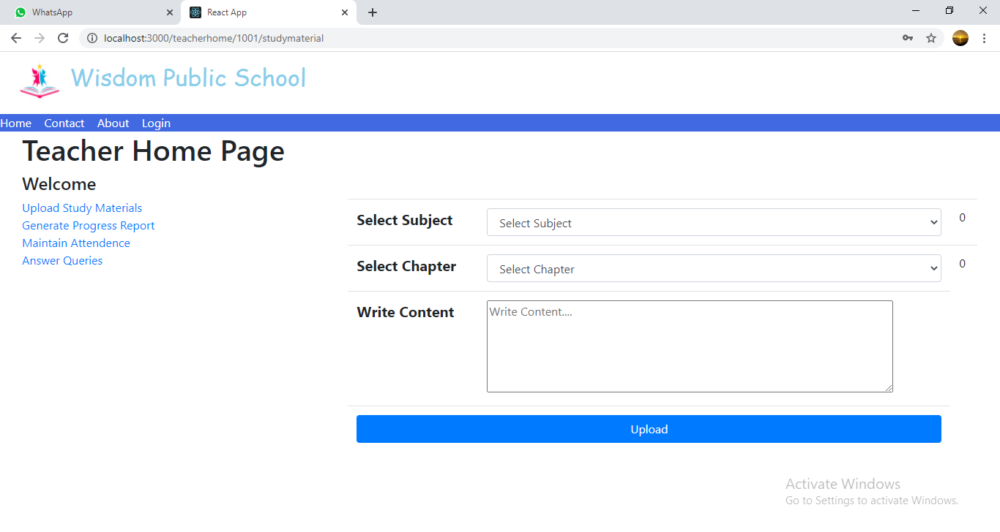 WhatsApp
React App
localhost:3000/teacherhome/1001/studymaterial
Wisdom Public School
Home Contact About Login
Teacher Home Page
Welcome
Upload Study Materials
Generate Progress Report
Maintain Attendence
Answer Queries
Select Subject Select Subject 0
Select Chapter Select Chapter 0
Write Content Write Content....
Upload
Activate Windows
Go to Settings to activate Windows.